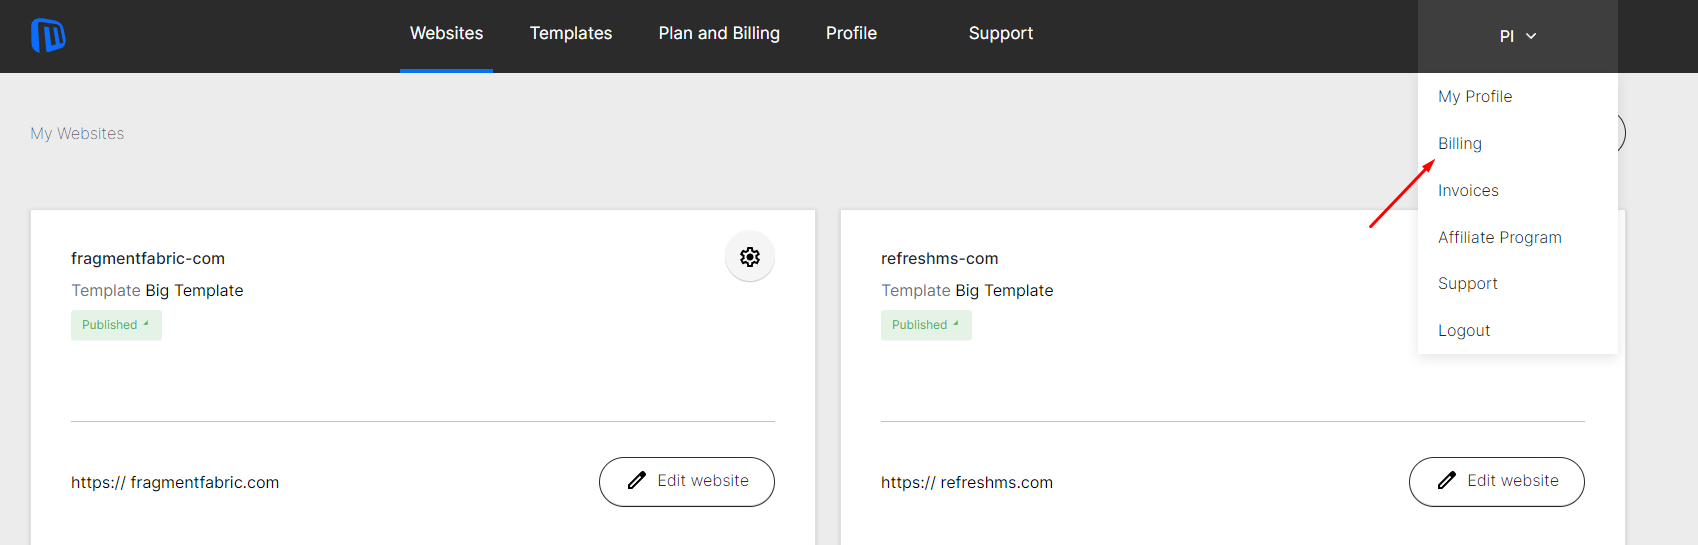 Websites Templates Plan and Billing Profile Support PI
My Profile
My Websites
Billing
Invoices
Affiliate Program
Support
Logout
fragmentfabric-com
Template Big Template
Published
https:// fragmentfabric.com
Edit website
refreshms-com
Template Big Template
Published
https:// refreshms.com
Edit website